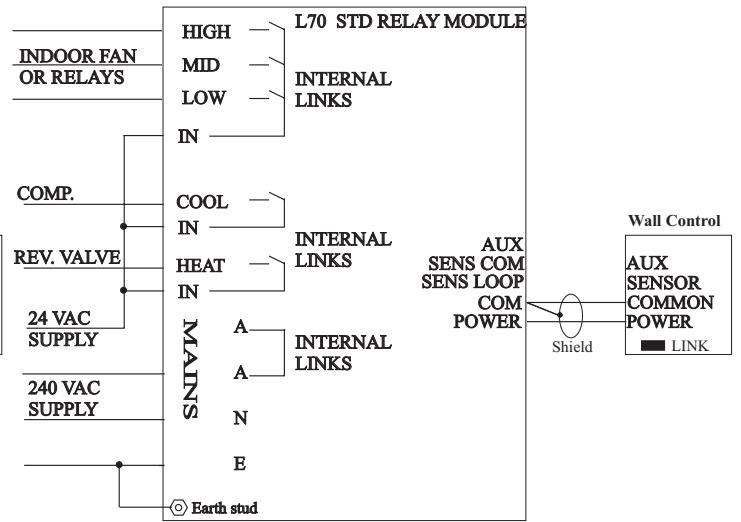 L70 STD RELAY MODULE
HIGH
INDOOR FAN
OR RELAYS
MID
LOW
INTERNAL
LINKS
IN
COMP.
COOL
IN
INTERNAL
LINKS
REV. VALVE
HEAT
IN
24 VAC
SUPPLY
MAINS
A
INTERNAL
LINKS
A
240 VAC
SUPPLY
N
E
Earth stud
AUX
SENS COM
SENS LOOP
COM
POWER
Shield
Wall Control
AUX
SENSOR
COMMON
POWER
LINK